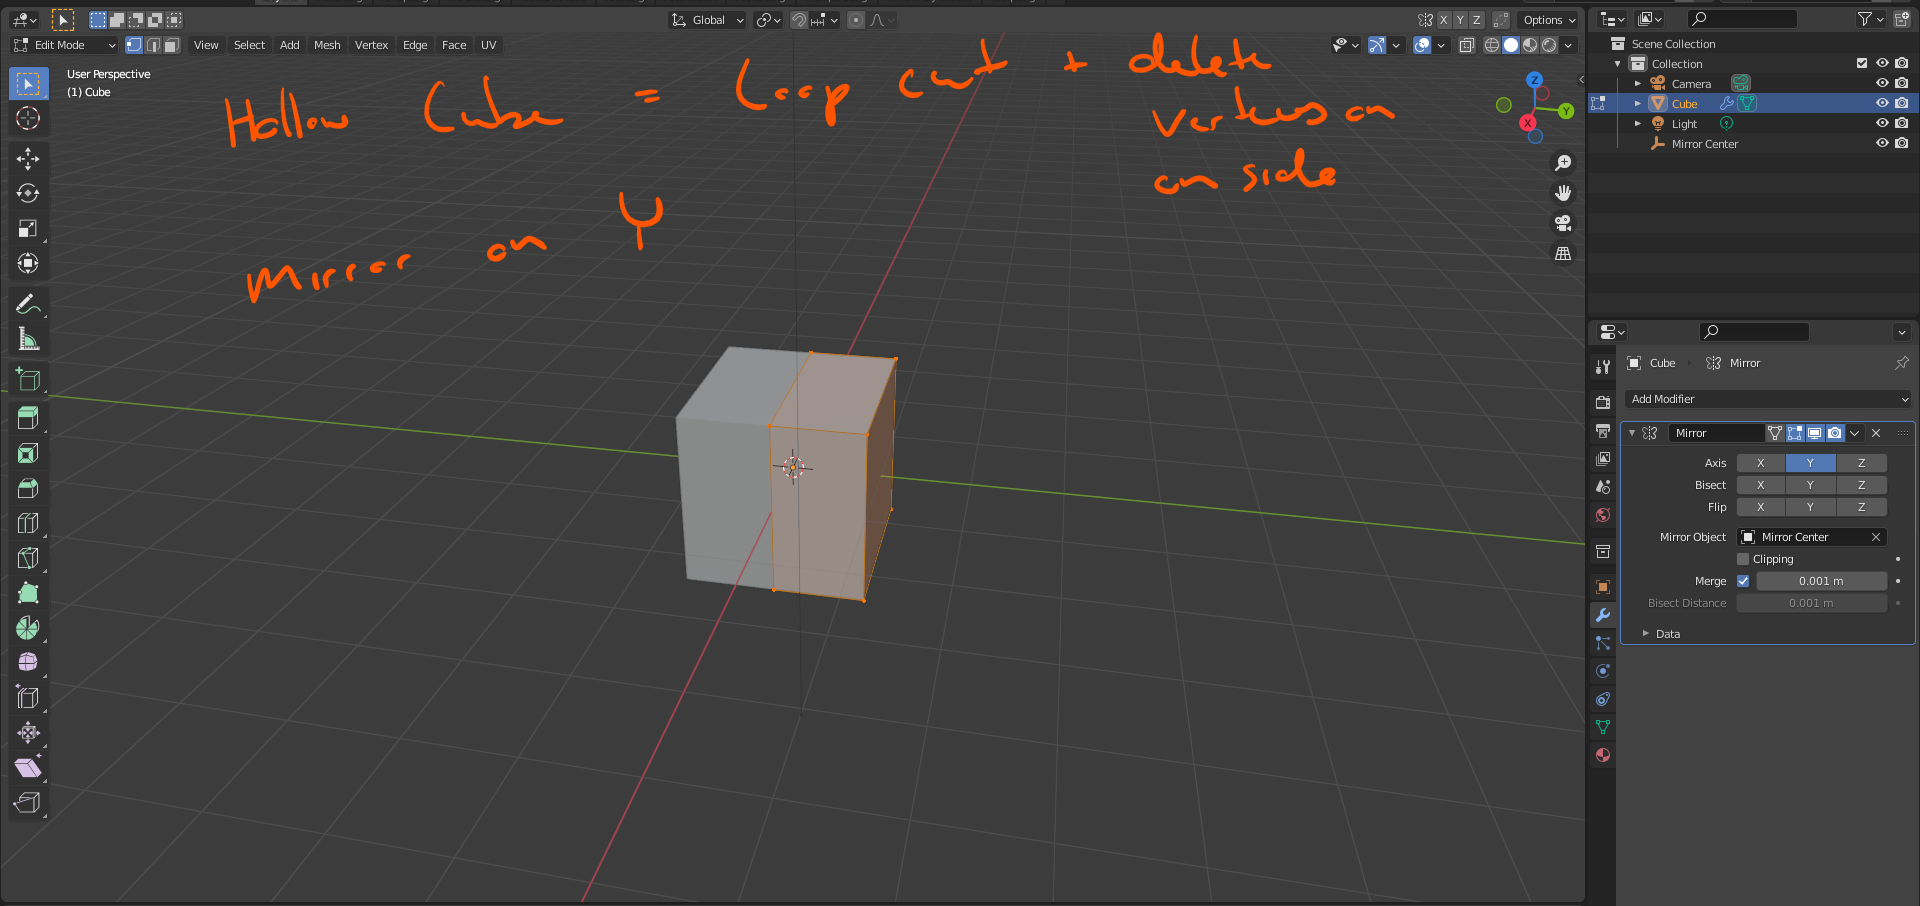 Global
X Y Z
Options
Edit Mode
View Select Add Mesh Vertex Edge Face UV
User Perspective
(1) Cube
Hollow Cube = Loop cut + delete
verteus on
on side
Mirror on Y
Z
Y
X
Scene Collection
Collection
Camera
Cube
Light
Mirror Center
Cube Mirror
Add Modifier
Mirror
Axis X Y Z
Bisect X Y Z
Flip X Y Z
Mirror Object Mirror Center
Clipping
Merge 0.001 m
Bisect Distance 0.001 m
Data